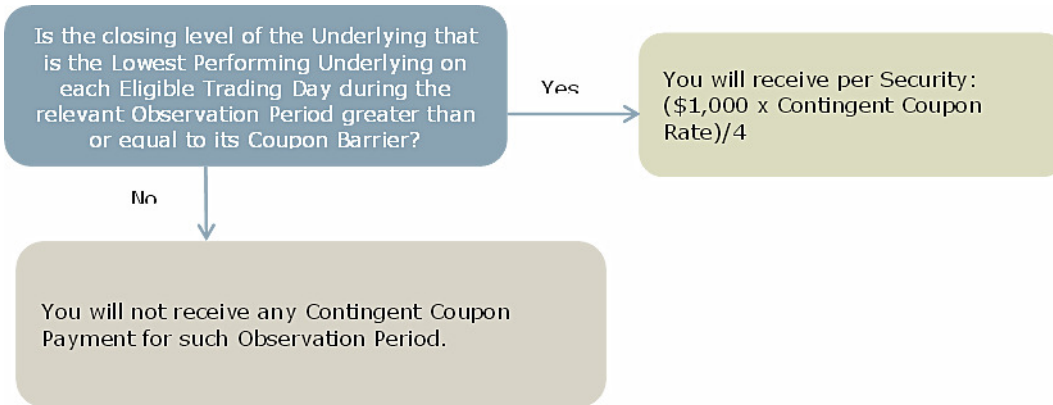 Is the closing level of the Underlying that
is the Lowest Performing Underlying on
each Eligible Trading Day during the
relevant Observation Period greater than
or equal to its Coupon Barrier?
Yes
You will receive per Security:
($1,000 x Contingent Coupon
Rate)/4
No
You will not receive any Contingent Coupon
Payment for such Observation Period.